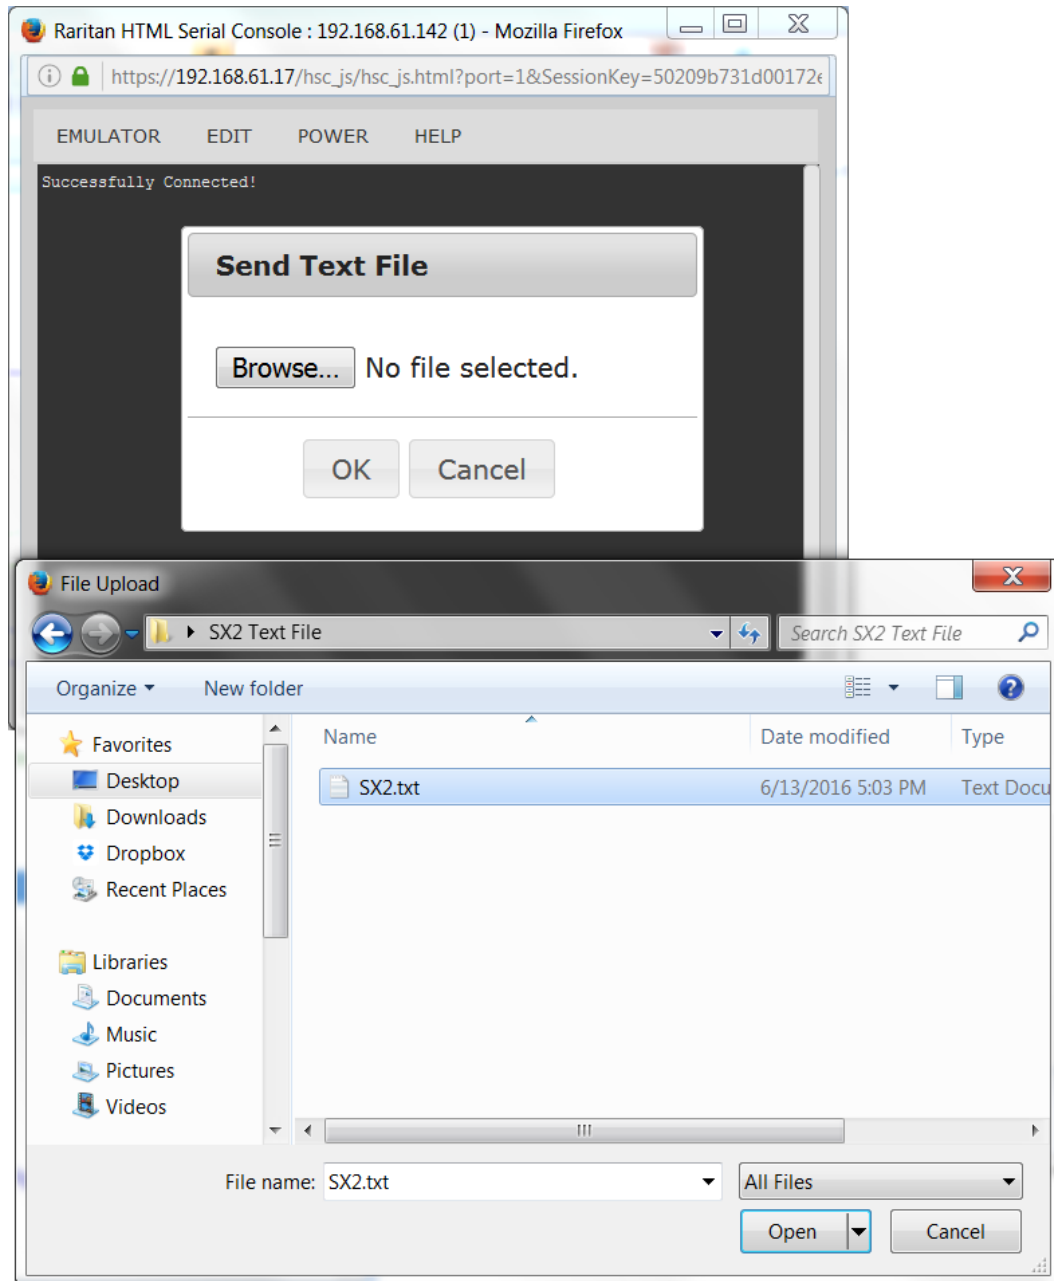 Raritan HTML Serial Console : 192.168.61.142 (1) - Mozilla Firefox
https://192.168.61.17/hsc_js/hsc_js.html?port=1&SessionKey=50209b731d00172e
EMULATOR EDIT POWER HELP
Successfully Connected!
Send Text File
Browse... No file selected.
OK Cancel
File Upload
SX2 Text File Search SX2 Text File
Organize New folder
Name Date modified Type
Favorites
Desktop SX2.txt 6/13/2016 5:03 PM Text Docu
Downloads
Dropbox
Recent Places
Libraries
Documents
Music
Pictures
Videos
File name: SX2.txt All Files
Open Cancel